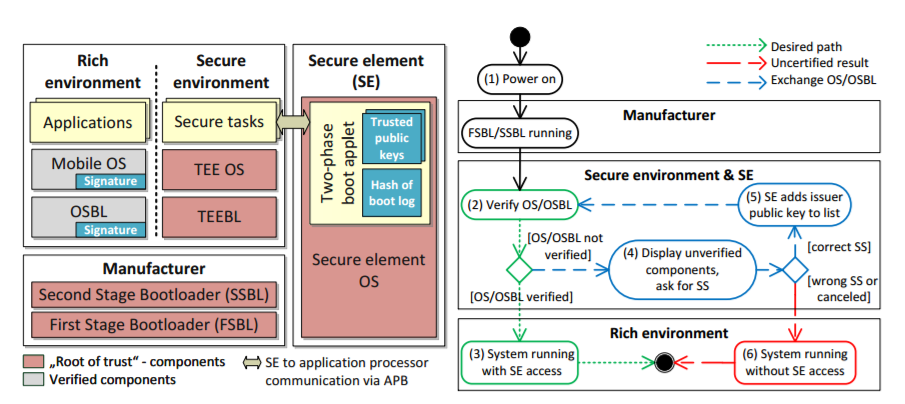 Rich
environment
Secure
environment
Applications
Secure tasks
Mobile OS
Signature
TEE OS
OSBL
Signature
TEEBL
Manufacturer
Second Stage Bootloader (SSBL)
First Stage Bootloader (FSBL)
Secure element
(SE)
Two-phase
boot applet
Trusted
public
keys
Hash of
boot log
Secure element
OS
„Root of trust“ - components
Verified components
SE to application processor
communication via APB
(1) Power on
Desired path
Uncertified result
Exchange OS/OSBL
Manufacturer
FSBL/SSBL running
Secure environment & SE
(2) Verify OS/OSBL
(5) SE adds issuer
public key to list
[OS/OSBL not
verified]
(4) Display unverified
components,
ask for SS
[correct SS]
[wrong SS or
canceled]
[OS/OSBL verified]
Rich environment
(3) System running
with SE access
(6) System running
without SE access